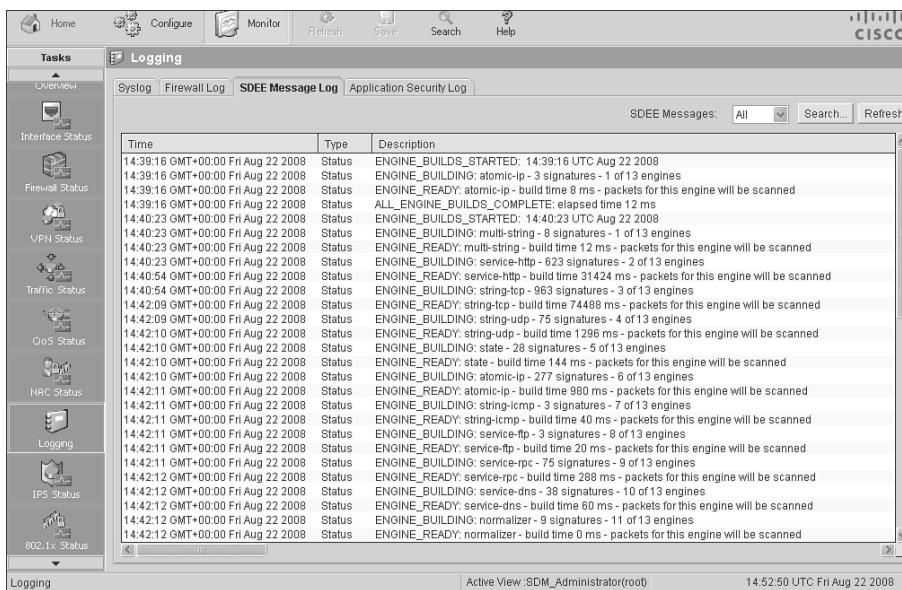 Home Configure Monitor Refresh Save Search Help
CISCO
Tasks
Logging
Overview
Interface Status
Firewall Status
VPN Status
Traffic Status
QoS Status
NAC Status
Logging
IPS Status
802.1x Status
Syslog Firewall Log SDEE Message Log Application Security Log
SDEE Messages: All Search... Refresh
Time Type Description
14:39:16 GMT+00:00 Fri Aug 22 2008 Status ENGINE_BUILDS_STARTED: 14:39:16 UTC Aug 22 2008
14:39:16 GMT+00:00 Fri Aug 22 2008 Status ENGINE_BUILDING: atomic-ip - 3 signatures - 1 of 13 engines
14:39:16 GMT+00:00 Fri Aug 22 2008 Status ENGINE_READY: atomic-ip - build time 8 ms - packets for this engine will be scanned
14:39:16 GMT+00:00 Fri Aug 22 2008 Status ALL_ENGINE_BUILDS_COMPLETE: elapsed time 12 ms
14:40:23 GMT+00:00 Fri Aug 22 2008 Status ENGINE_BUILDS_STARTED: 14:40:23 UTC Aug 22 2008
14:40:23 GMT+00:00 Fri Aug 22 2008 Status ENGINE_BUILDING: multi-string - 8 signatures - 1 of 13 engines
14:40:23 GMT+00:00 Fri Aug 22 2008 Status ENGINE_READY: multi-string - build time 12 ms - packets for this engine will be scanned
14:40:23 GMT+00:00 Fri Aug 22 2008 Status ENGINE_BUILDING: service-http - 623 signatures - 2 of 13 engines
14:40:54 GMT+00:00 Fri Aug 22 2008 Status ENGINE_READY: service-http - build time 31424 ms - packets for this engine will be scanned
14:40:54 GMT+00:00 Fri Aug 22 2008 Status ENGINE_BUILDING: string-tcp - 963 signatures - 3 of 13 engines
14:42:09 GMT+00:00 Fri Aug 22 2008 Status ENGINE_READY: string-tcp - build time 74488 ms - packets for this engine will be scanned
14:42:09 GMT+00:00 Fri Aug 22 2008 Status ENGINE_BUILDING: string-udp - 75 signatures - 4 of 13 engines
14:42:10 GMT+00:00 Fri Aug 22 2008 Status ENGINE_READY: string-udp - build time 1296 ms - packets for this engine will be scanned
14:42:10 GMT+00:00 Fri Aug 22 2008 Status ENGINE_BUILDING: state - 28 signatures - 5 of 13 engines
14:42:10 GMT+00:00 Fri Aug 22 2008 Status ENGINE_READY: state - build time 144 ms - packets for this engine will be scanned
14:42:10 GMT+00:00 Fri Aug 22 2008 Status ENGINE_BUILDING: atomic-ip - 277 signatures - 6 of 13 engines
14:42:11 GMT+00:00 Fri Aug 22 2008 Status ENGINE_READY: atomic-ip - build time 980 ms - packets for this engine will be scanned
14:42:11 GMT+00:00 Fri Aug 22 2008 Status ENGINE_BUILDING: string-icmp - 3 signatures - 7 of 13 engines
14:42:11 GMT+00:00 Fri Aug 22 2008 Status ENGINE_READY: string-icmp - build time 40 ms - packets for this engine will be scanned
14:42:11 GMT+00:00 Fri Aug 22 2008 Status ENGINE_BUILDING: service-ftp - 3 signatures - 8 of 13 engines
14:42:11 GMT+00:00 Fri Aug 22 2008 Status ENGINE_READY: service-ftp - build time 20 ms - packets for this engine will be scanned
14:42:11 GMT+00:00 Fri Aug 22 2008 Status ENGINE_BUILDING: service-rpc - 75 signatures - 9 of 13 engines
14:42:12 GMT+00:00 Fri Aug 22 2008 Status ENGINE_READY: service-rpc - build time 288 ms - packets for this engine will be scanned
14:42:12 GMT+00:00 Fri Aug 22 2008 Status ENGINE_BUILDING: service-dns - 38 signatures - 10 of 13 engines
14:42:12 GMT+00:00 Fri Aug 22 2008 Status ENGINE_READY: service-dns - build time 60 ms - packets for this engine will be scanned
14:42:12 GMT+00:00 Fri Aug 22 2008 Status ENGINE_BUILDING: normalizer - 9 signatures - 11 of 13 engines
14:42:12 GMT+00:00 Fri Aug 22 2008 Status ENGINE_READY: normalizer - build time 0 ms - packets for this engine will be scanned
Logging Active View :SDM_Administrator(root) 14:52:50 UTC Fri Aug 22 2008